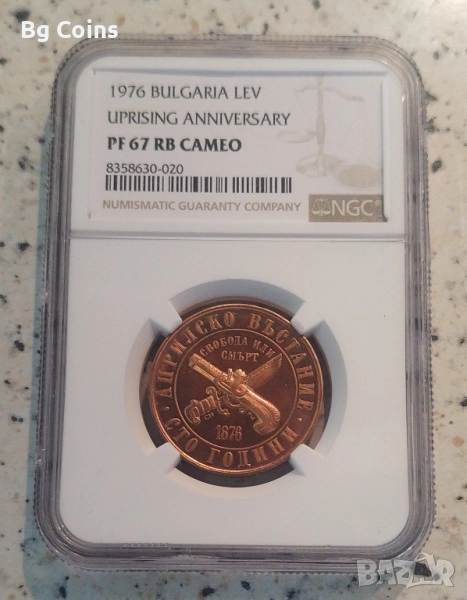 Bg Coins
1976 BULGARIA LEV
UPRISING ANNIVERSARY
PF 67 RB CAMEO
8358630-020
NUMISMATIC GUARANTY COMPANY
NGC
· АПРИЛСКО ВЪСТАНИЕ ·
СВОБОДА ИЛИ
СМЪРТ
1876
СТО ГОДИНИ
BAZAR